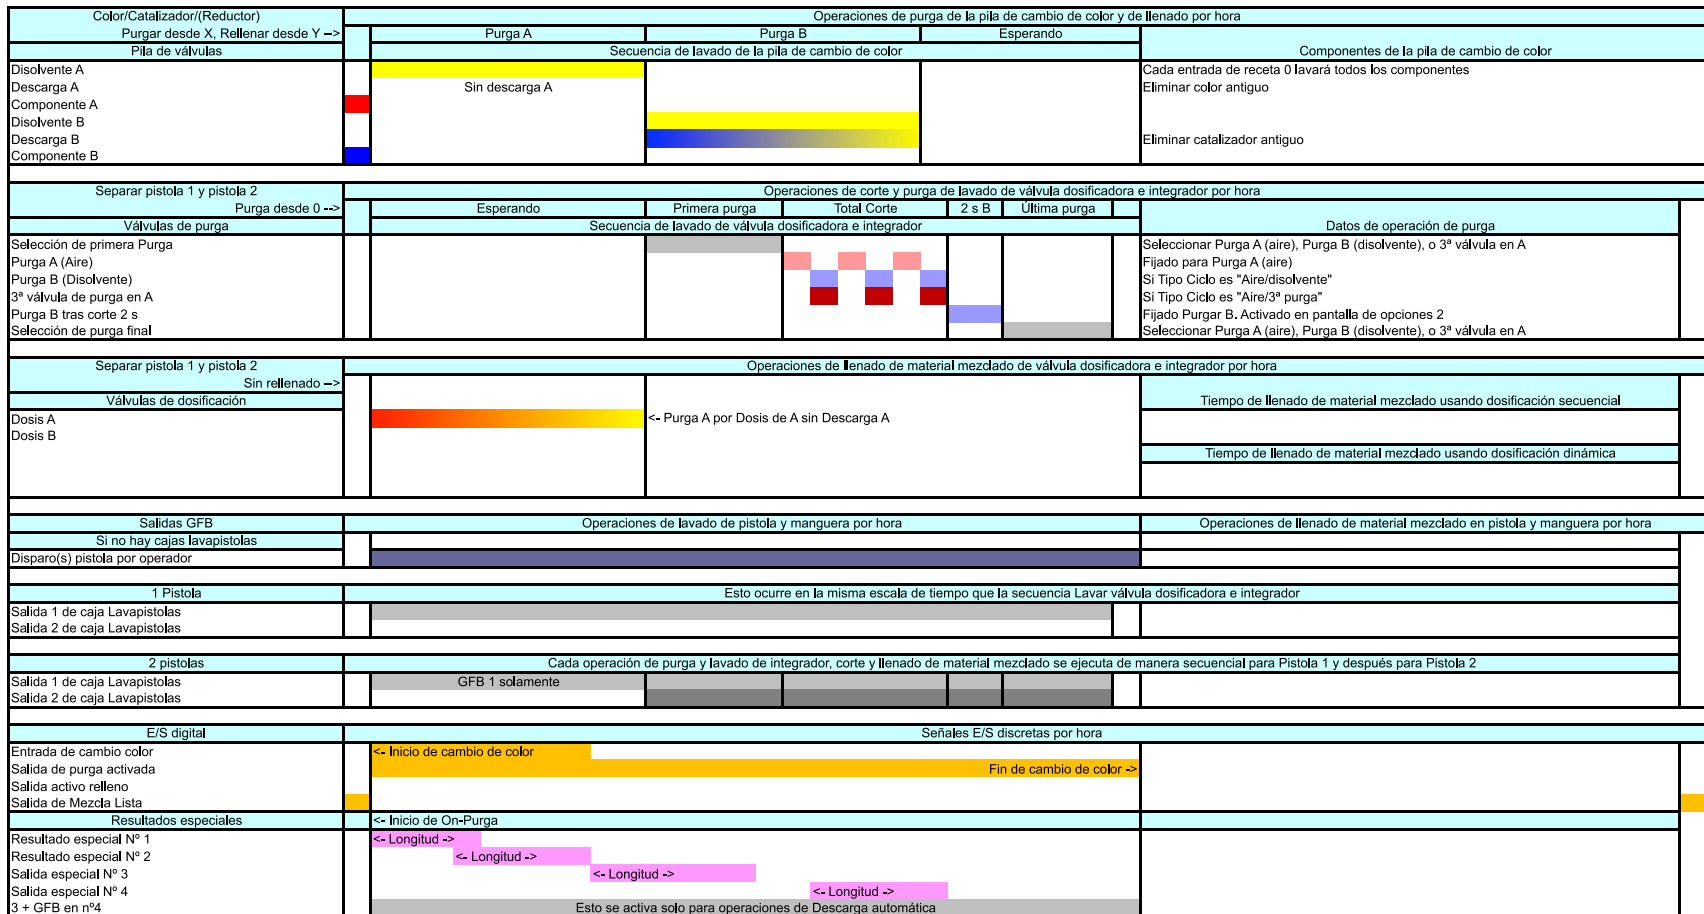 Color/Catalizador/(Reductor)
Operaciones de purga de la pila de cambio de color y de llenado por hora
Purgar desde X, Rellenar desde Y –>
Purga A
Purga B
Esperando
Pila de válvulas
Secuencia de lavado de la pila de cambio de color
Componentes de la pila de cambio de color
Disolvente A
Cada entrada de receta 0 lavará todos los componentes
Descarga A
Sin descarga A
Eliminar color antiguo
Componente A
Disolvente B
Descarga B
Eliminar catalizador antiguo
Componente B
Separar pistola 1 y pistola 2
Operaciones de corte y purga de lavado de válvula dosificadora e integrador por hora
Purga desde 0 -->
Esperando
Primera purga
Total Corte
2 s B
Última purga
Válvulas de purga
Secuencia de lavado de válvula dosificadora e integrador
Datos de operación de purga
Selección de primera Purga
Seleccionar Purga A (aire), Purga B (disolvente), o 3ª válvula en A
Purga A (Aire)
Fijado para Purga A (aire)
Purga B (Disolvente)
Si Tipo Ciclo es "Aire/disolvente"
3ª válvula de purga en A
Si Tipo Ciclo es "Aire/3ª purga"
Purga B tras corte 2 s
Fijado Purgar B. Activado en pantalla de opciones 2
Selección de purga final
Seleccionar Purga A (aire), Purga B (disolvente), o 3ª válvula en A
Separar pistola 1 y pistola 2
Operaciones de llenado de material mezclado de válvula dosificadora e integrador por hora
Sin rellenado –>
Válvulas de dosificación
Tiempo de llenado de material mezclado usando dosificación secuencial
Dosis A
<- Purga A por Dosis de A sin Descarga A
Dosis B
Tiempo de llenado de material mezclado usando dosificación dinámica
Salidas GFB
Operaciones de lavado de pistola y manguera por hora
Operaciones de llenado de material mezclado en pistola y manguera por hora
Si no hay cajas lavapistolas
Disparo(s) pistola por operador
1 Pistola
Esto ocurre en la misma escala de tiempo que la secuencia Lavar válvula dosificadora e integrador
Salida 1 de caja Lavapistolas
Salida 2 de caja Lavapistolas
2 pistolas
Cada operación de purga y lavado de integrador, corte y llenado de material mezclado se ejecuta de manera secuencial para Pistola 1 y después para Pistola 2
Salida 1 de caja Lavapistolas
GFB 1 solamente
Salida 2 de caja Lavapistolas
E/S digital
Señales E/S discretas por hora
Entrada de cambio color
<- Inicio de cambio de color
Salida de purga activada
Fin de cambio de color ->
Salida activo relleno
Salida de Mezcla Lista
Resultados especiales
<- Inicio de On-Purga
Resultado especial Nº 1
<- Longitud ->
Resultado especial Nº 2
<- Longitud ->
Salida especial Nº 3
<- Longitud ->
Salida especial Nº 4
<- Longitud ->
3 + GFB en nº4
Esto se activa solo para operaciones de Descarga automática